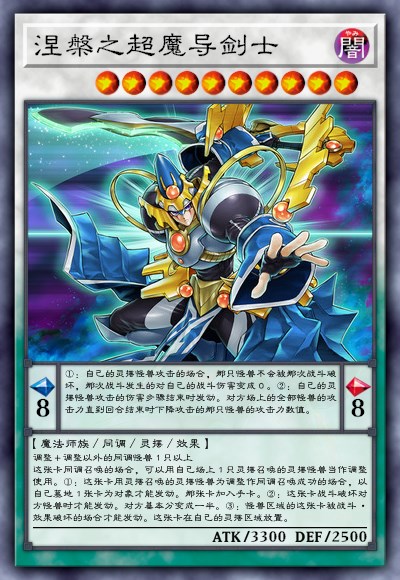 涅槃之超魔导剑士
やみ
闇
①：自己的灵摆怪兽攻击的场合，那只怪兽不会被那次战斗破
坏，那次战斗发生的对自己的战斗伤害变成0。②：自己的灵
摆怪兽攻击的伤害步骤结束时发动。对方场上的全部怪兽的攻
击力直到回合结束时下降攻击的那只怪兽的攻击力数值。
8
8
【魔法师族／同调／灵摆／效果】
调整＋调整以外的同调怪兽1只以上
这张卡同调召唤的场合，可以用自己场上1只灵摆召唤的灵摆怪兽当作调整
使用。①：这张卡用灵摆召唤的灵摆怪兽为调整作同调召唤成功的场合，以
自己墓地1张卡为对象才能发动。那张卡加入手卡。②：这张卡战斗破坏对
方怪兽时才能发动。对方基本分变成一半。③：怪兽区域的这张卡被战斗·
效果破坏的场合才能发动。这张卡在自己的灵摆区域放置。
ATK/3300 DEF/2500